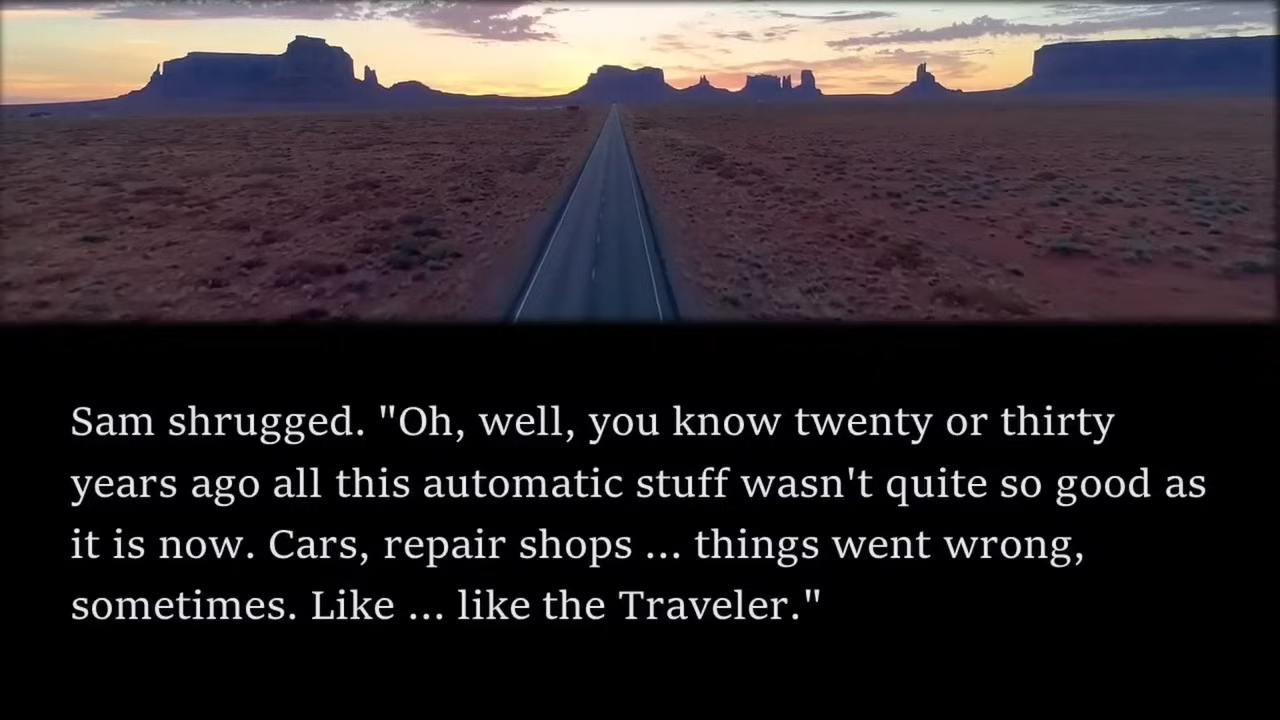 Sam shrugged. "Oh, well, you know twenty or thirty
years ago all this automatic stuff wasn't quite so good as
it is now. Cars, repair shops ... things went wrong,
sometimes. Like ... like the Traveler."